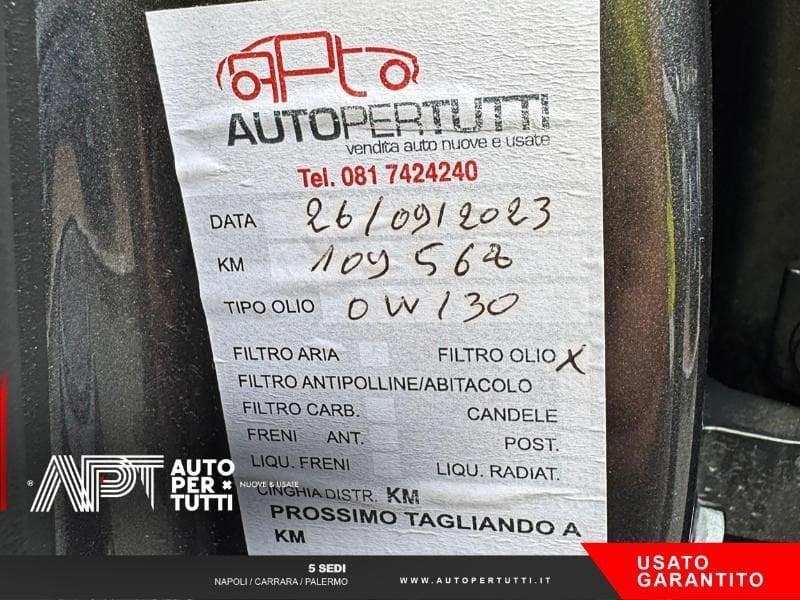 APTO
AUTOPERTUTTI
vendita auto nuove e usate
Tel. 081 7424240
DATA 26/09/2023
KM 109568
TIPO OLIO 0W/30
FILTRO ARIA FILTRO OLIO X
FILTRO ANTIPOLLINE/ABITACOLO
FILTRO CARB. CANDELE
FRENI ANT. POST.
LIQU. FRENI LIQU. RADIAT.
CINGHIA DISTR. KM
PROSSIMO TAGLIANDO A
KM
® APT AUTO
PER
TUTTI
NUOVE & USATE
5 SEDI
NAPOLI / CARRARA / PALERMO
WWW.AUTOPERTUTTI.IT
USATO
GARANTITO